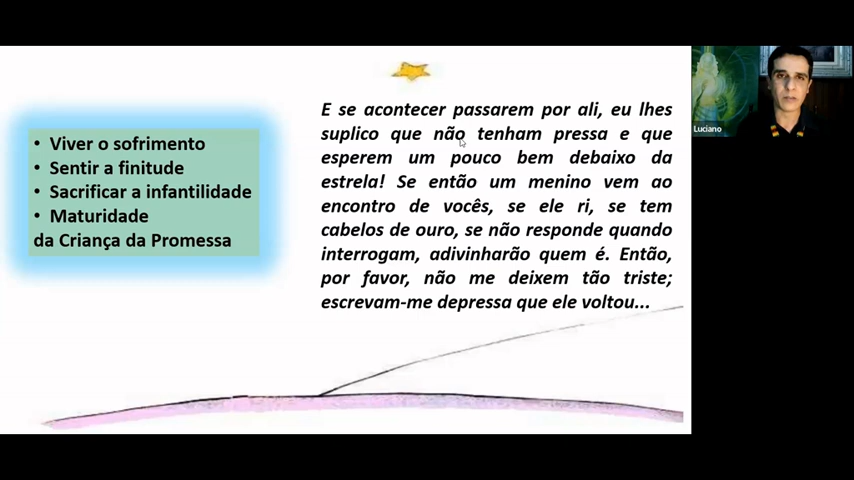 • Viver o sofrimento
• Sentir a finitude
• Sacrificar a infantilidade
• Maturidade
da Criança da Promessa
E se acontecer passarem por ali, eu lhes
suplico que não tenham pressa e que
esperem um pouco bem debaixo da
estrela! Se então um menino vem ao
encontro de vocês, se ele ri, se tem
cabelos de ouro, se não responde quando
interrogam, adivinharão quem é. Então,
por favor, não me deixem tão triste;
escrevam-me depressa que ele voltou...
Luciano